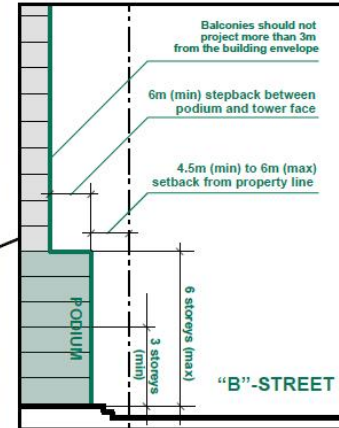 Balconies should not
project more than 3m
from the building envelope
6m (min) stepback between
podium and tower face
4.5m (min) to 6m (max)
setback from property line
PODIUM
3 storeys
(min)
6 storeys (max)
“B”-STREET